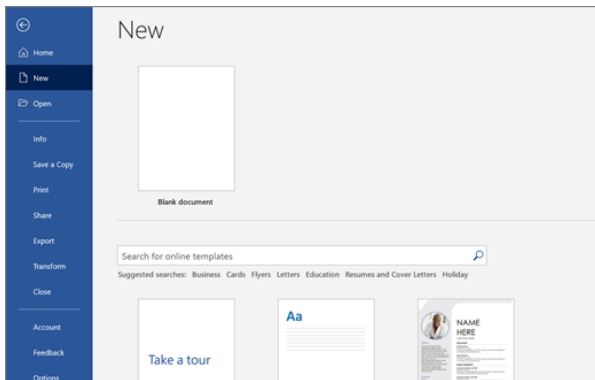 New
Home
New
Open
Info
Save a Copy
Print
Share
Export
Transform
Close
Account
Feedback
Options
Blank document
Search for online templates
Suggested searches: Business Cards Flyers Letters Education Resumes and Cover Letters Holiday
Take a tour
Aa
NAME
HERE